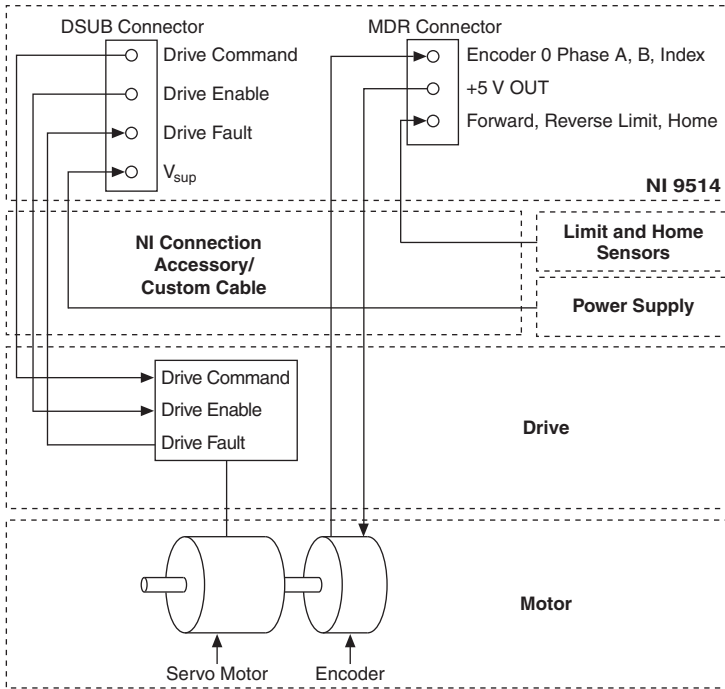 DSUB Connector
Drive Command
Drive Enable
Drive Fault
Vsup
MDR Connector
Encoder 0 Phase A, B, Index
+5 V OUT
Forward, Reverse Limit, Home
NI 9514
NI Connection
Accessory/
Custom Cable
Limit and Home
Sensors
Power Supply
Drive Command
Drive Enable
Drive Fault
Drive
Motor
Servo Motor
Encoder